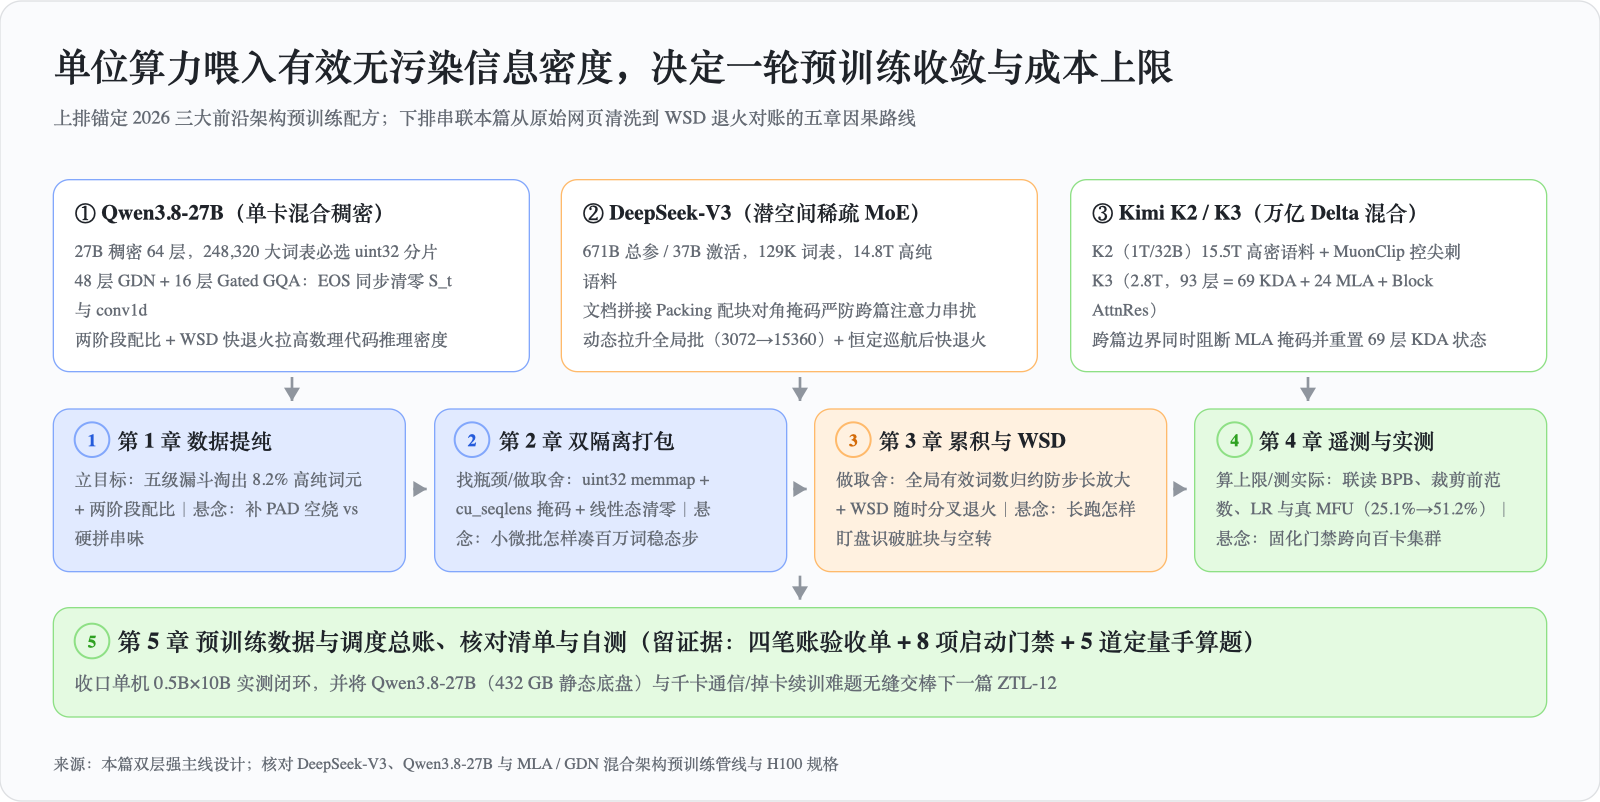 单位算力喂入有效无污染信息密度，决定一轮预训练收敛与成本上限
上排锚定 2026 三大前沿架构预训练配方；下排串联本篇从原始网页清洗到 WSD 退火对账的五章因果路线
① Qwen3.8-27B（单卡混合稠密）
27B 稠密 64 层，248,320 大词表必选 uint32 分片
48 层 GDN + 16 层 Gated GQA：EOS 同步清零 S_t
与 conv1d
两阶段配比 + WSD 快退火拉高数理代码推理密度
② DeepSeek-V3（潜空间稀疏 MoE）
671B 总参 / 37B 激活，129K 词表，14.8T 高纯
语料
文档拼接 Packing 配块对角掩码严防跨篇注意力串扰
动态拉升全局批（3072→15360）+ 恒定巡航后快退火
③ Kimi K2 / K3（万亿 Delta 混合）
K2（1T/32B）15.5T 高密语料 + MuonClip 控尖刺
K3（2.8T，93 层 = 69 KDA + 24 MLA + Block
AttnRes）
跨篇边界同时阻断 MLA 掩码并重置 69 层 KDA 状态
1 第 1 章 数据提纯
立目标：五级漏斗淘出 8.2% 高纯词元
+ 两阶段配比｜悬念：补 PAD 空烧 vs
硬拼串味
2 第 2 章 双隔离打包
找瓶颈/做取舍：uint32 memmap +
cu_seqlens 掩码 + 线性态清零｜悬
念：小微批怎样凑百万词稳态步
3 第 3 章 累积与 WSD
做取舍：全局有效词数归约防步长放大
+ WSD 随时分叉退火｜悬念：长跑怎样
盯盘识破脏块与空转
4 第 4 章 遥测与实测
算上限/测实际：联读 BPB、裁剪前范
数、LR 与真 MFU（25.1%→51.2%）｜
悬念：固化门禁跨向百卡集群
5 第 5 章 预训练数据与调度总账、核对清单与自测（留证据：四笔账验收单 + 8 项启动门禁 + 5 道定量手算题）
收口单机 0.5B×10B 实测闭环，并将 Qwen3.8-27B（432 GB 静态底盘）与千卡通信/掉卡续训难题无缝交棒下一篇 ZTL-12
来源：本篇双层强主线设计；核对 DeepSeek-V3、Qwen3.8-27B 与 MLA / GDN 混合架构预训练管线与 H100 规格